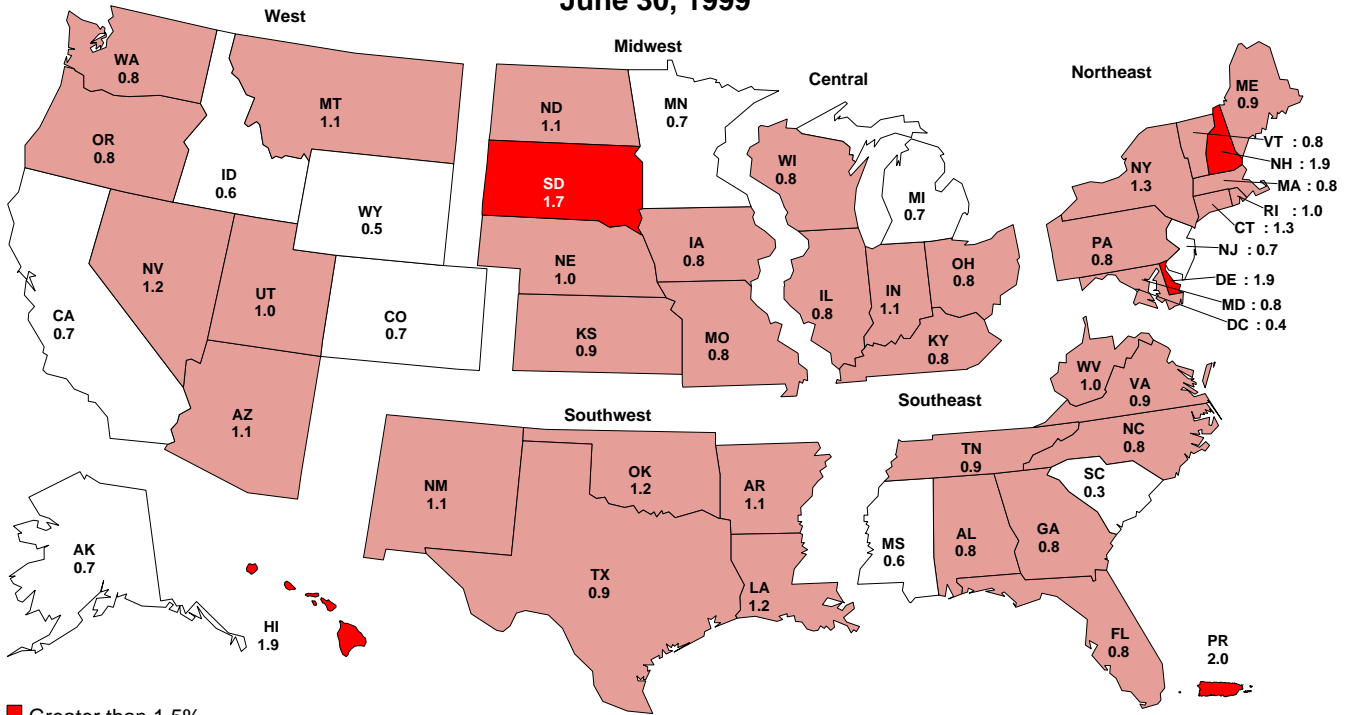 June 30, 1999
West
Midwest
Central
Northeast
WA
0.8
MT
1.1
OR
0.8
ID
0.6
WY
0.5
NV
1.2
UT
1.0
CA
0.7
CO
0.7
AZ
1.1
AK
0.7
HI
1.9
ND
1.1
MN
0.7
SD
1.7
NE
1.0
IA
0.8
KS
0.9
MO
0.8
WI
0.8
MI
0.7
IL
0.8
IN
1.1
OH
0.8
KY
0.8
ME
0.9
VT : 0.8
NH : 1.9
NY
1.3
MA : 0.8
RI : 1.0
CT : 1.3
PA
0.8
NJ : 0.7
DE : 1.9
MD : 0.8
DC : 0.4
Southwest
NM
1.1
OK
1.2
AR
1.1
TX
0.9
LA
1.2
Southeast
WV
1.0
VA
0.9
NC
0.8
TN
0.9
SC
0.3
MS
0.6
AL
0.8
GA
0.8
FL
0.8
PR
2.0
Greater than 1.5%